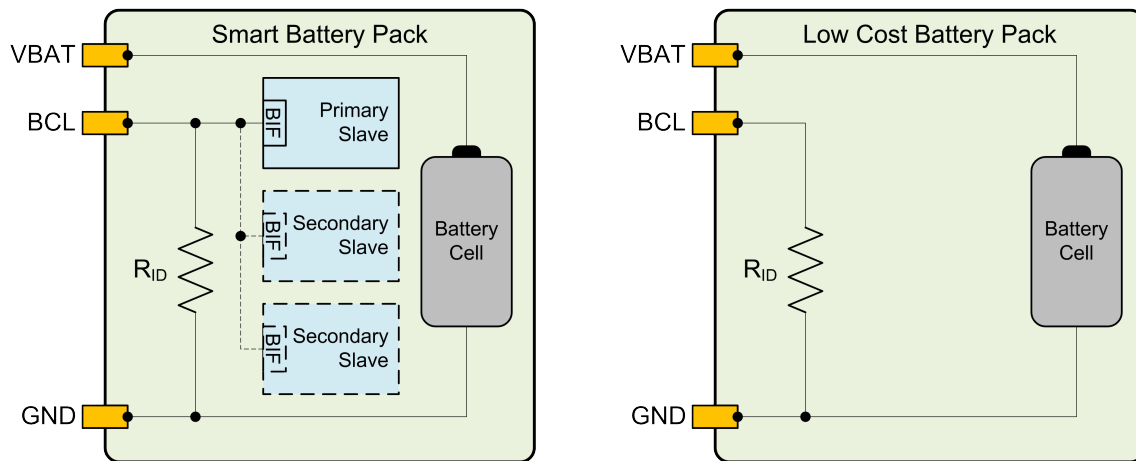 Smart Battery Pack
VBAT
BCL
BIF
Primary
Slave
BIF
Secondary
Slave
BIF
Secondary
Slave
Battery
Cell
RID
GND
Low Cost Battery Pack
VBAT
BCL
Battery
Cell
RID
GND